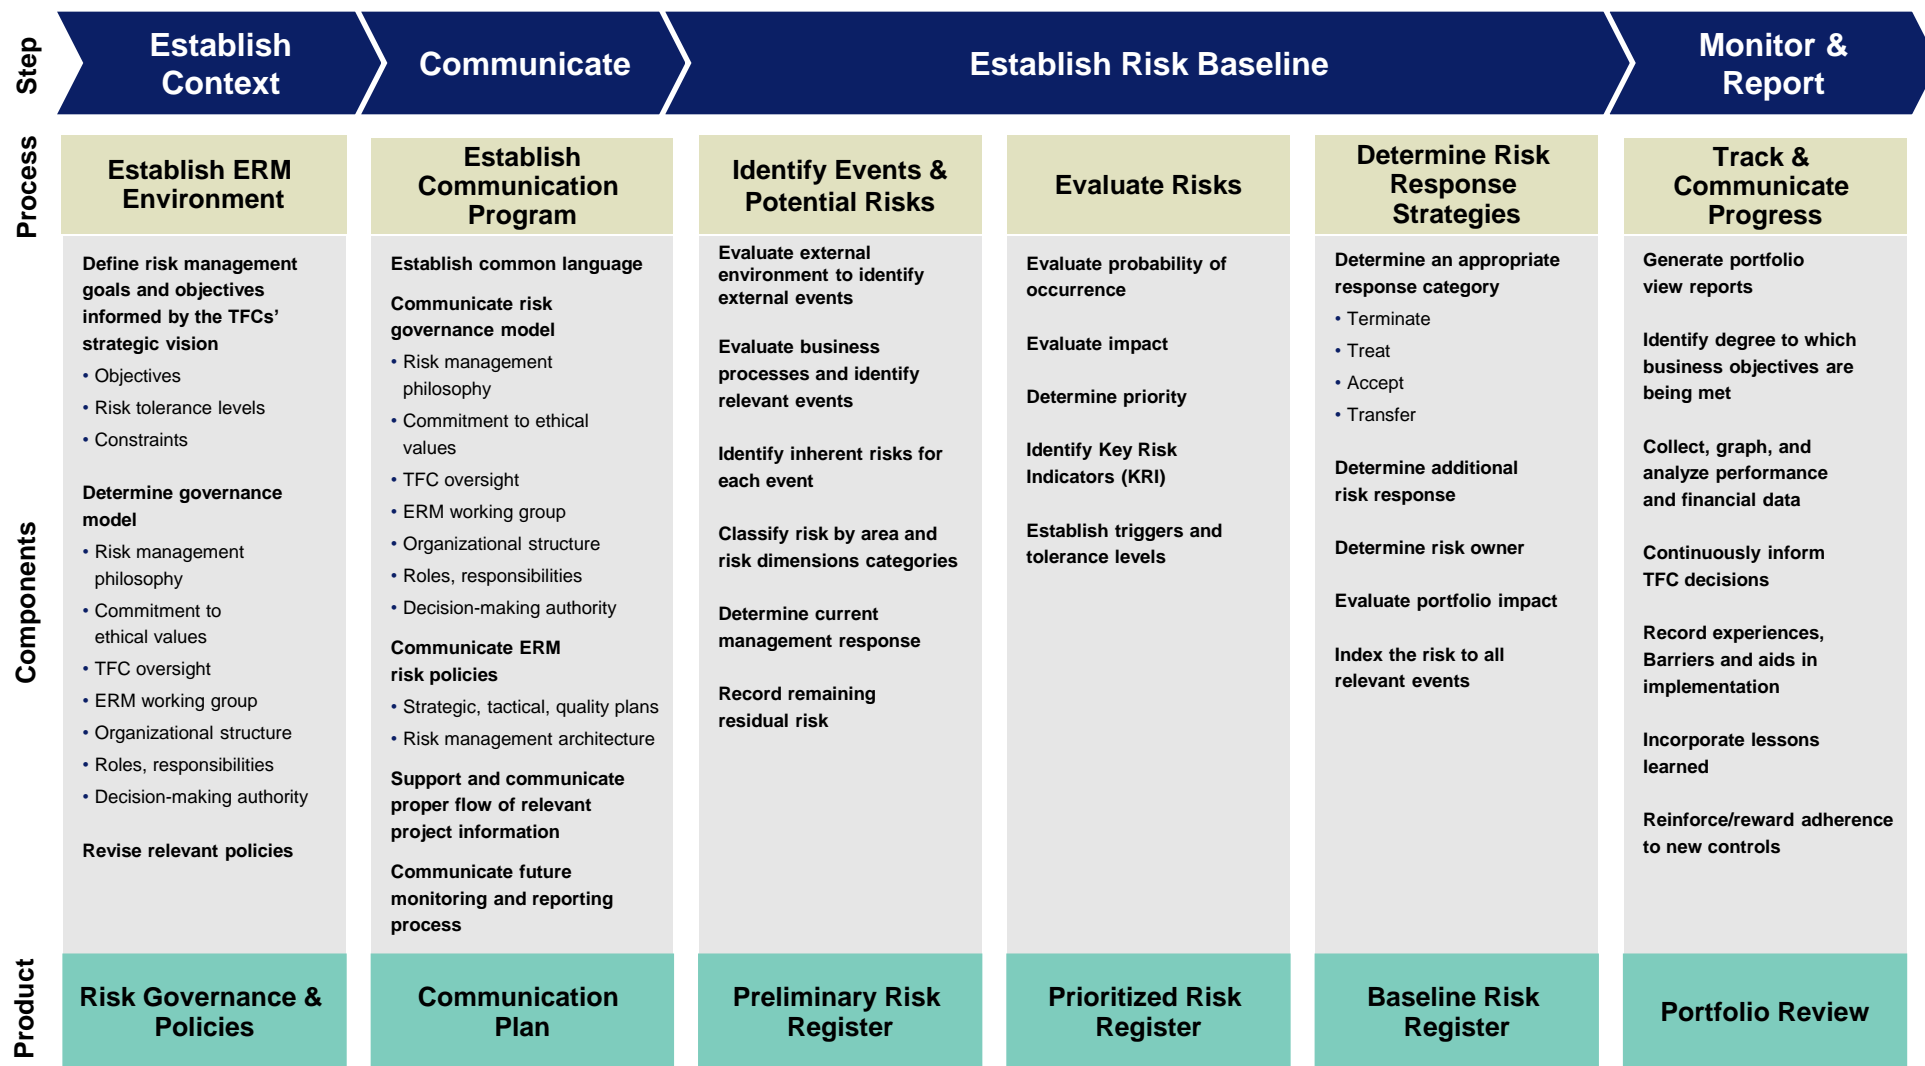 Step
Establish
Context
Communicate
Establish Risk Baseline
Monitor &
Report
Process
Establish ERM
Environment
Establish
Communication
Program
Identify Events &
Potential Risks
Evaluate Risks
Determine Risk
Response
Strategies
Track &
Communicate
Progress
Components
Define risk management
goals and objectives
informed by the TFCs'
strategic vision
• Objectives
• Risk tolerance levels
• Constraints
Determine governance
model
• Risk management
philosophy
• Commitment to
ethical values
• TFC oversight
• ERM working group
• Organizational structure
• Roles, responsibilities
• Decision-making authority
Revise relevant policies
Establish common language
Communicate risk
governance model
• Risk management
philosophy
• Commitment to ethical
values
• TFC oversight
• ERM working group
• Organizational structure
• Roles, responsibilities
• Decision-making authority
Communicate ERM
risk policies
• Strategic, tactical, quality plans
• Risk management architecture
Support and communicate
proper flow of relevant
project information
Communicate future
monitoring and reporting
process
Evaluate external
environment to identify
external events
Evaluate business
processes and identify
relevant events
Identify inherent risks for
each event
Classify risk by area and
risk dimensions categories
Determine current
management response
Record remaining
residual risk
Evaluate probability of
occurrence
Evaluate impact
Determine priority
Identify Key Risk
Indicators (KRI)
Establish triggers and
tolerance levels
Determine an appropriate
response category
• Terminate
• Treat
• Accept
• Transfer
Determine additional
risk response
Determine risk owner
Evaluate portfolio impact
Index the risk to all
relevant events
Generate portfolio
view reports
Identify degree to which
business objectives are
being met
Collect, graph, and
analyze performance
and financial data
Continuously inform
TFC decisions
Record experiences,
Barriers and aids in
implementation
Incorporate lessons
learned
Reinforce/reward adherence
to new controls
Product
Risk Governance &
Policies
Communication
Plan
Preliminary Risk
Register
Prioritized Risk
Register
Baseline Risk
Register
Portfolio Review